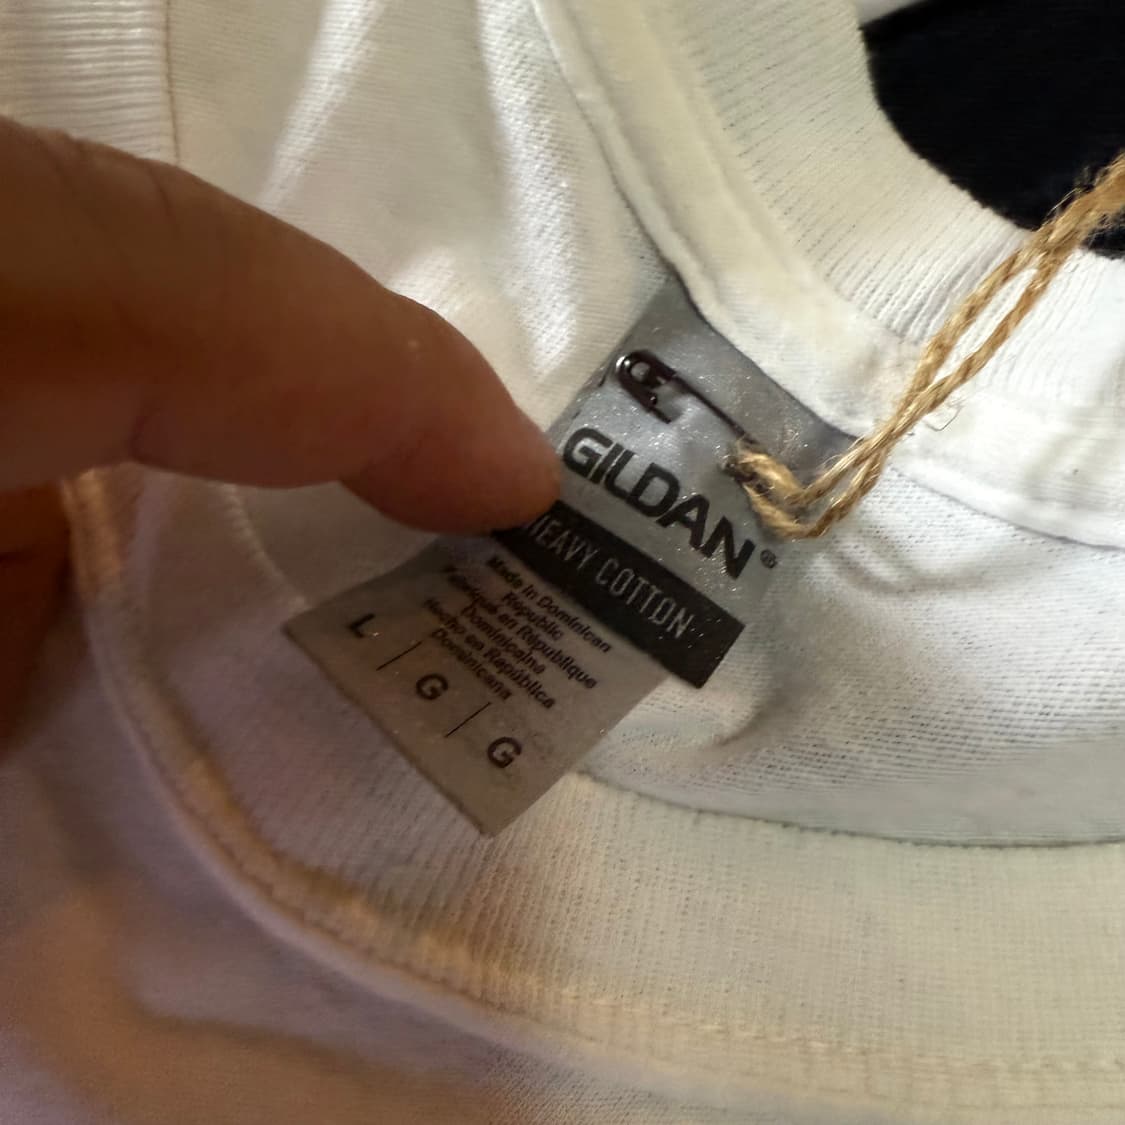 GILDAN®
HEAVY COTTON
Made in Dominican
Republic
Fabriqué en République
Dominicaine
Hecho en República
Dominicana
L / G / G